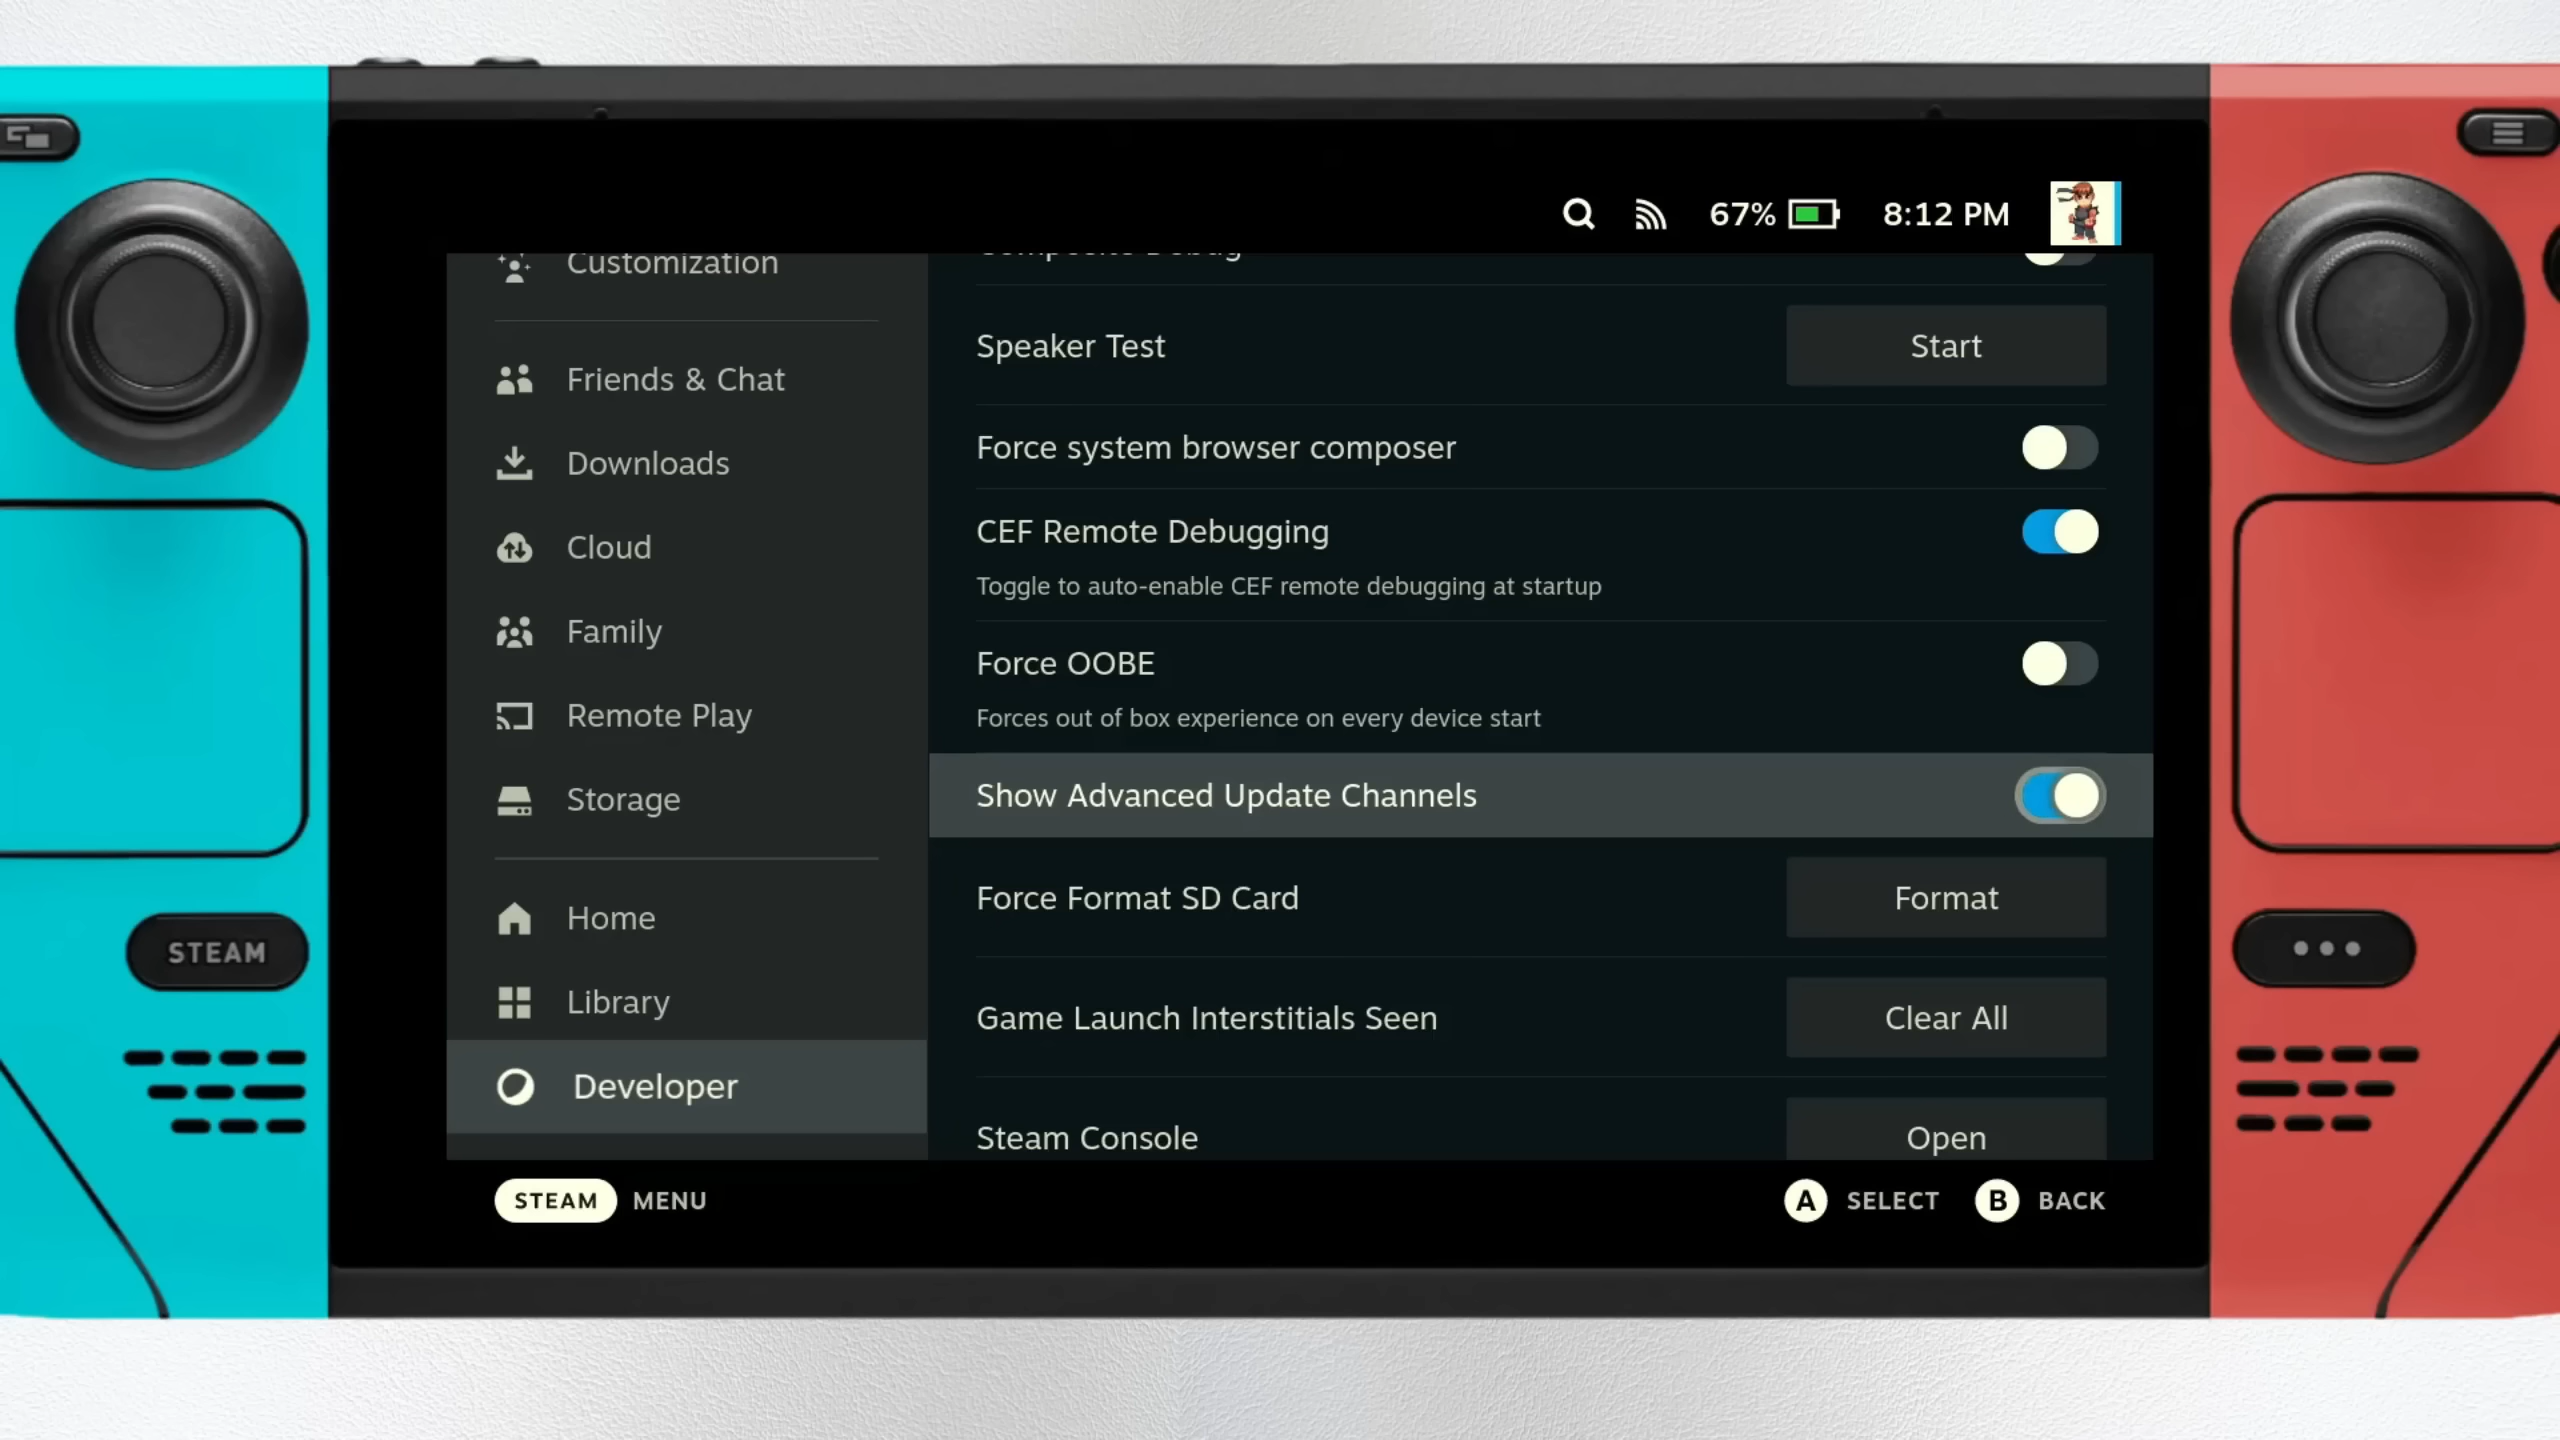 67%
8:12 PM
Customization
Friends & Chat
Downloads
Cloud
Family
Remote Play
Storage
Home
Library
Developer
Composite Debug
Speaker Test
Start
Force system browser composer
CEF Remote Debugging
Toggle to auto-enable CEF remote debugging at startup
Force OOBE
Forces out of box experience on every device start
Show Advanced Update Channels
Force Format SD Card
Format
Game Launch Interstitials Seen
Clear All
Steam Console
Open
STEAM MENU
A SELECT B BACK
STEAM